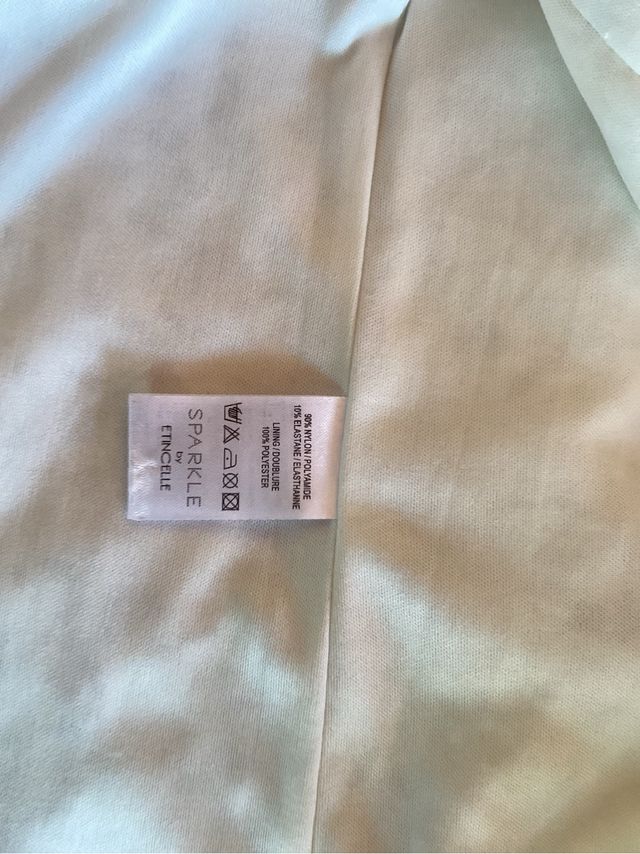 90% NYLON / POLYAMIDE
10% ELASTANE / ELASTHANNE
LINING / DOUBLURE
100% POLYESTER
SPARKLE
by
ETINCELLE